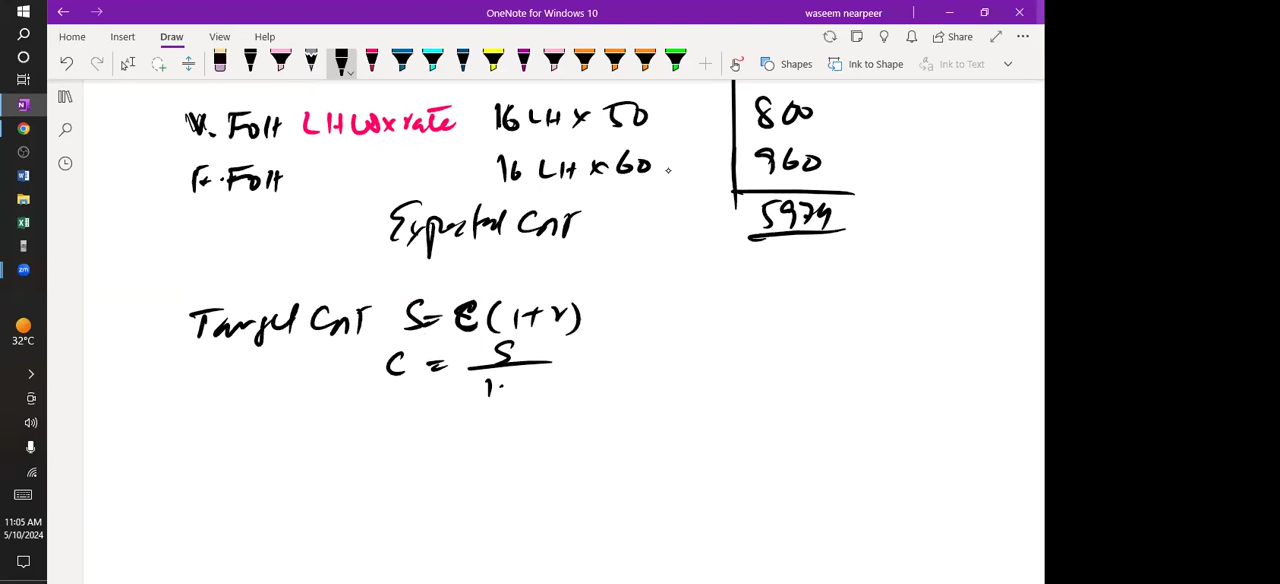 OneNote for Windows 10
waseem nearpeer
Home Insert Draw View Help
Share
Shapes Ink to Shape Ink to Text
V. FOH LH Wx rate 16 LH x 50 800
F. FOH 16 LH x 60 960
Expected Cost 5974
Target Cost S = C (1+r)
C = S
1.
32°C
11:05 AM
5/10/2024